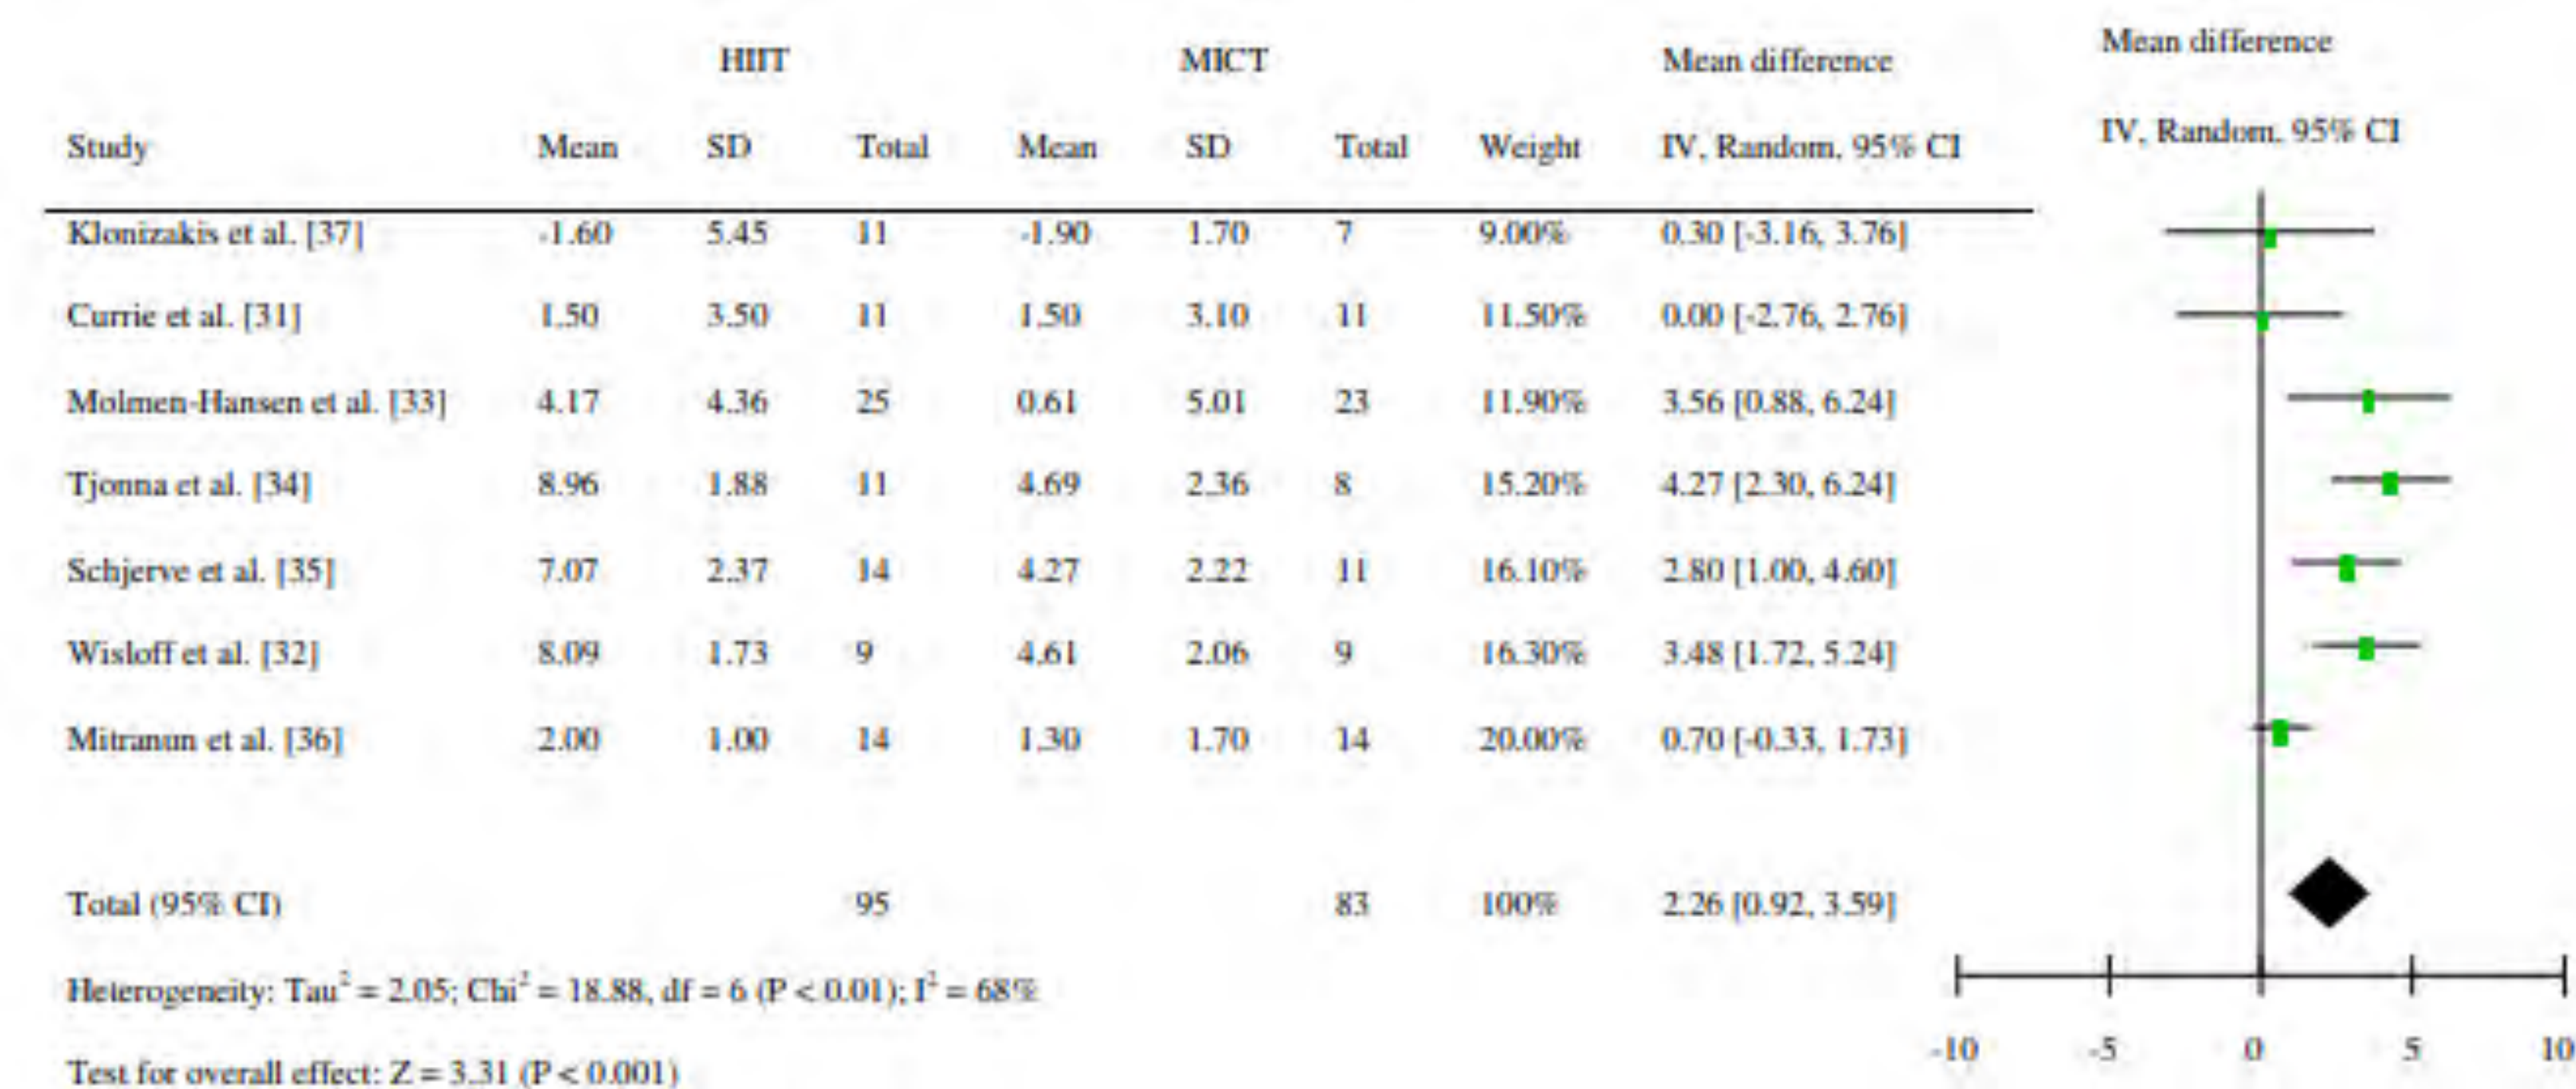 HIIT MICT Mean difference Mean difference
Study Mean SD Total Mean SD Total Weight IV, Random, 95% CI IV, Random, 95% CI
Klonizakis et al. [37] -1.60 5.45 11 -1.90 1.70 7 9.00% 0.30 [-3.16, 3.76]
Currie et al. [31] 1.50 3.50 11 1.50 3.10 11 11.50% 0.00 [-2.76, 2.76]
Molmen-Hansen et al. [33] 4.17 4.36 25 0.61 5.01 23 11.90% 3.56 [0.88, 6.24]
Tjonna et al. [34] 8.96 1.88 11 4.69 2.36 8 15.20% 4.27 [2.30, 6.24]
Schjerve et al. [35] 7.07 2.37 14 4.27 2.22 11 16.10% 2.80 [1.00, 4.60]
Wisloff et al. [32] 8.09 1.73 9 4.61 2.06 9 16.30% 3.48 [1.72, 5.24]
Mitranun et al. [36] 2.00 1.00 14 1.30 1.70 14 20.00% 0.70 [-0.33, 1.73]
Total (95% CI) 95 83 100% 2.26 [0.92, 3.59]
Heterogeneity: Tau² = 2.05; Chi² = 18.88, df = 6 (P < 0.01); I² = 68%
-10 -5 0 5 10
Test for overall effect: Z = 3.31 (P < 0.001)